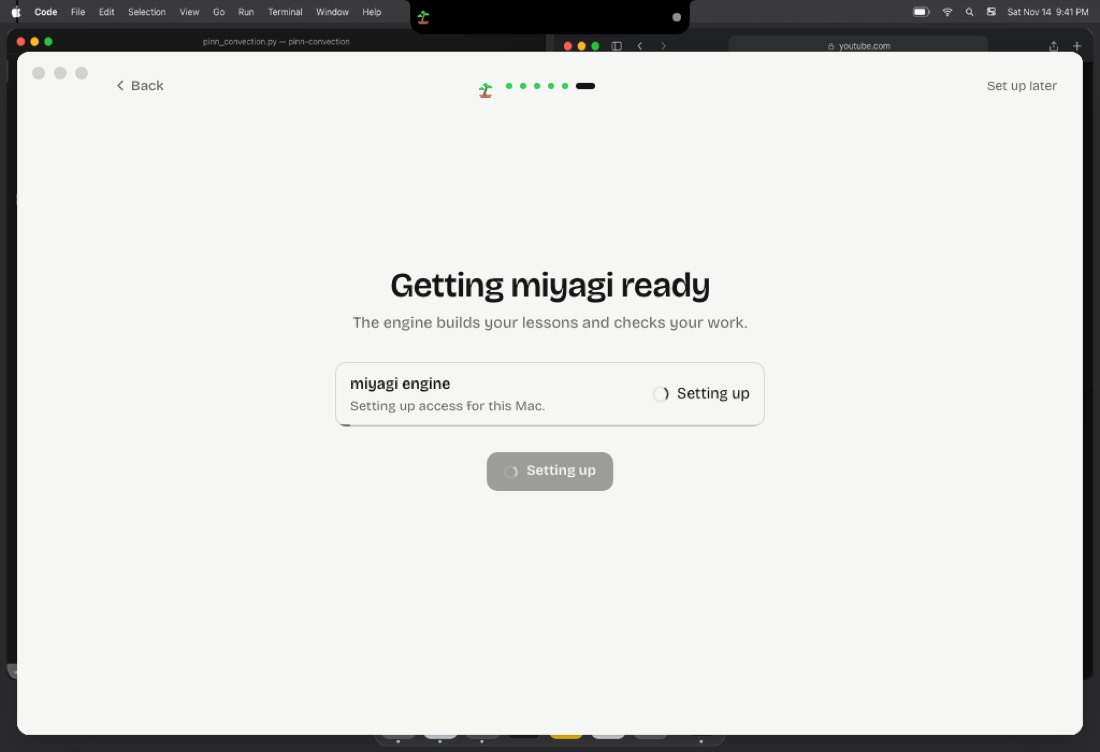 Code File Edit Selection View Go Run Terminal Window Help Sat Nov 14 9:41 PM
pinn_convection.py — pinn-convection
youtube.com
Back
Set up later
Getting miyagi ready
The engine builds your lessons and checks your work.
miyagi engine
Setting up access for this Mac.
Setting up
Setting up